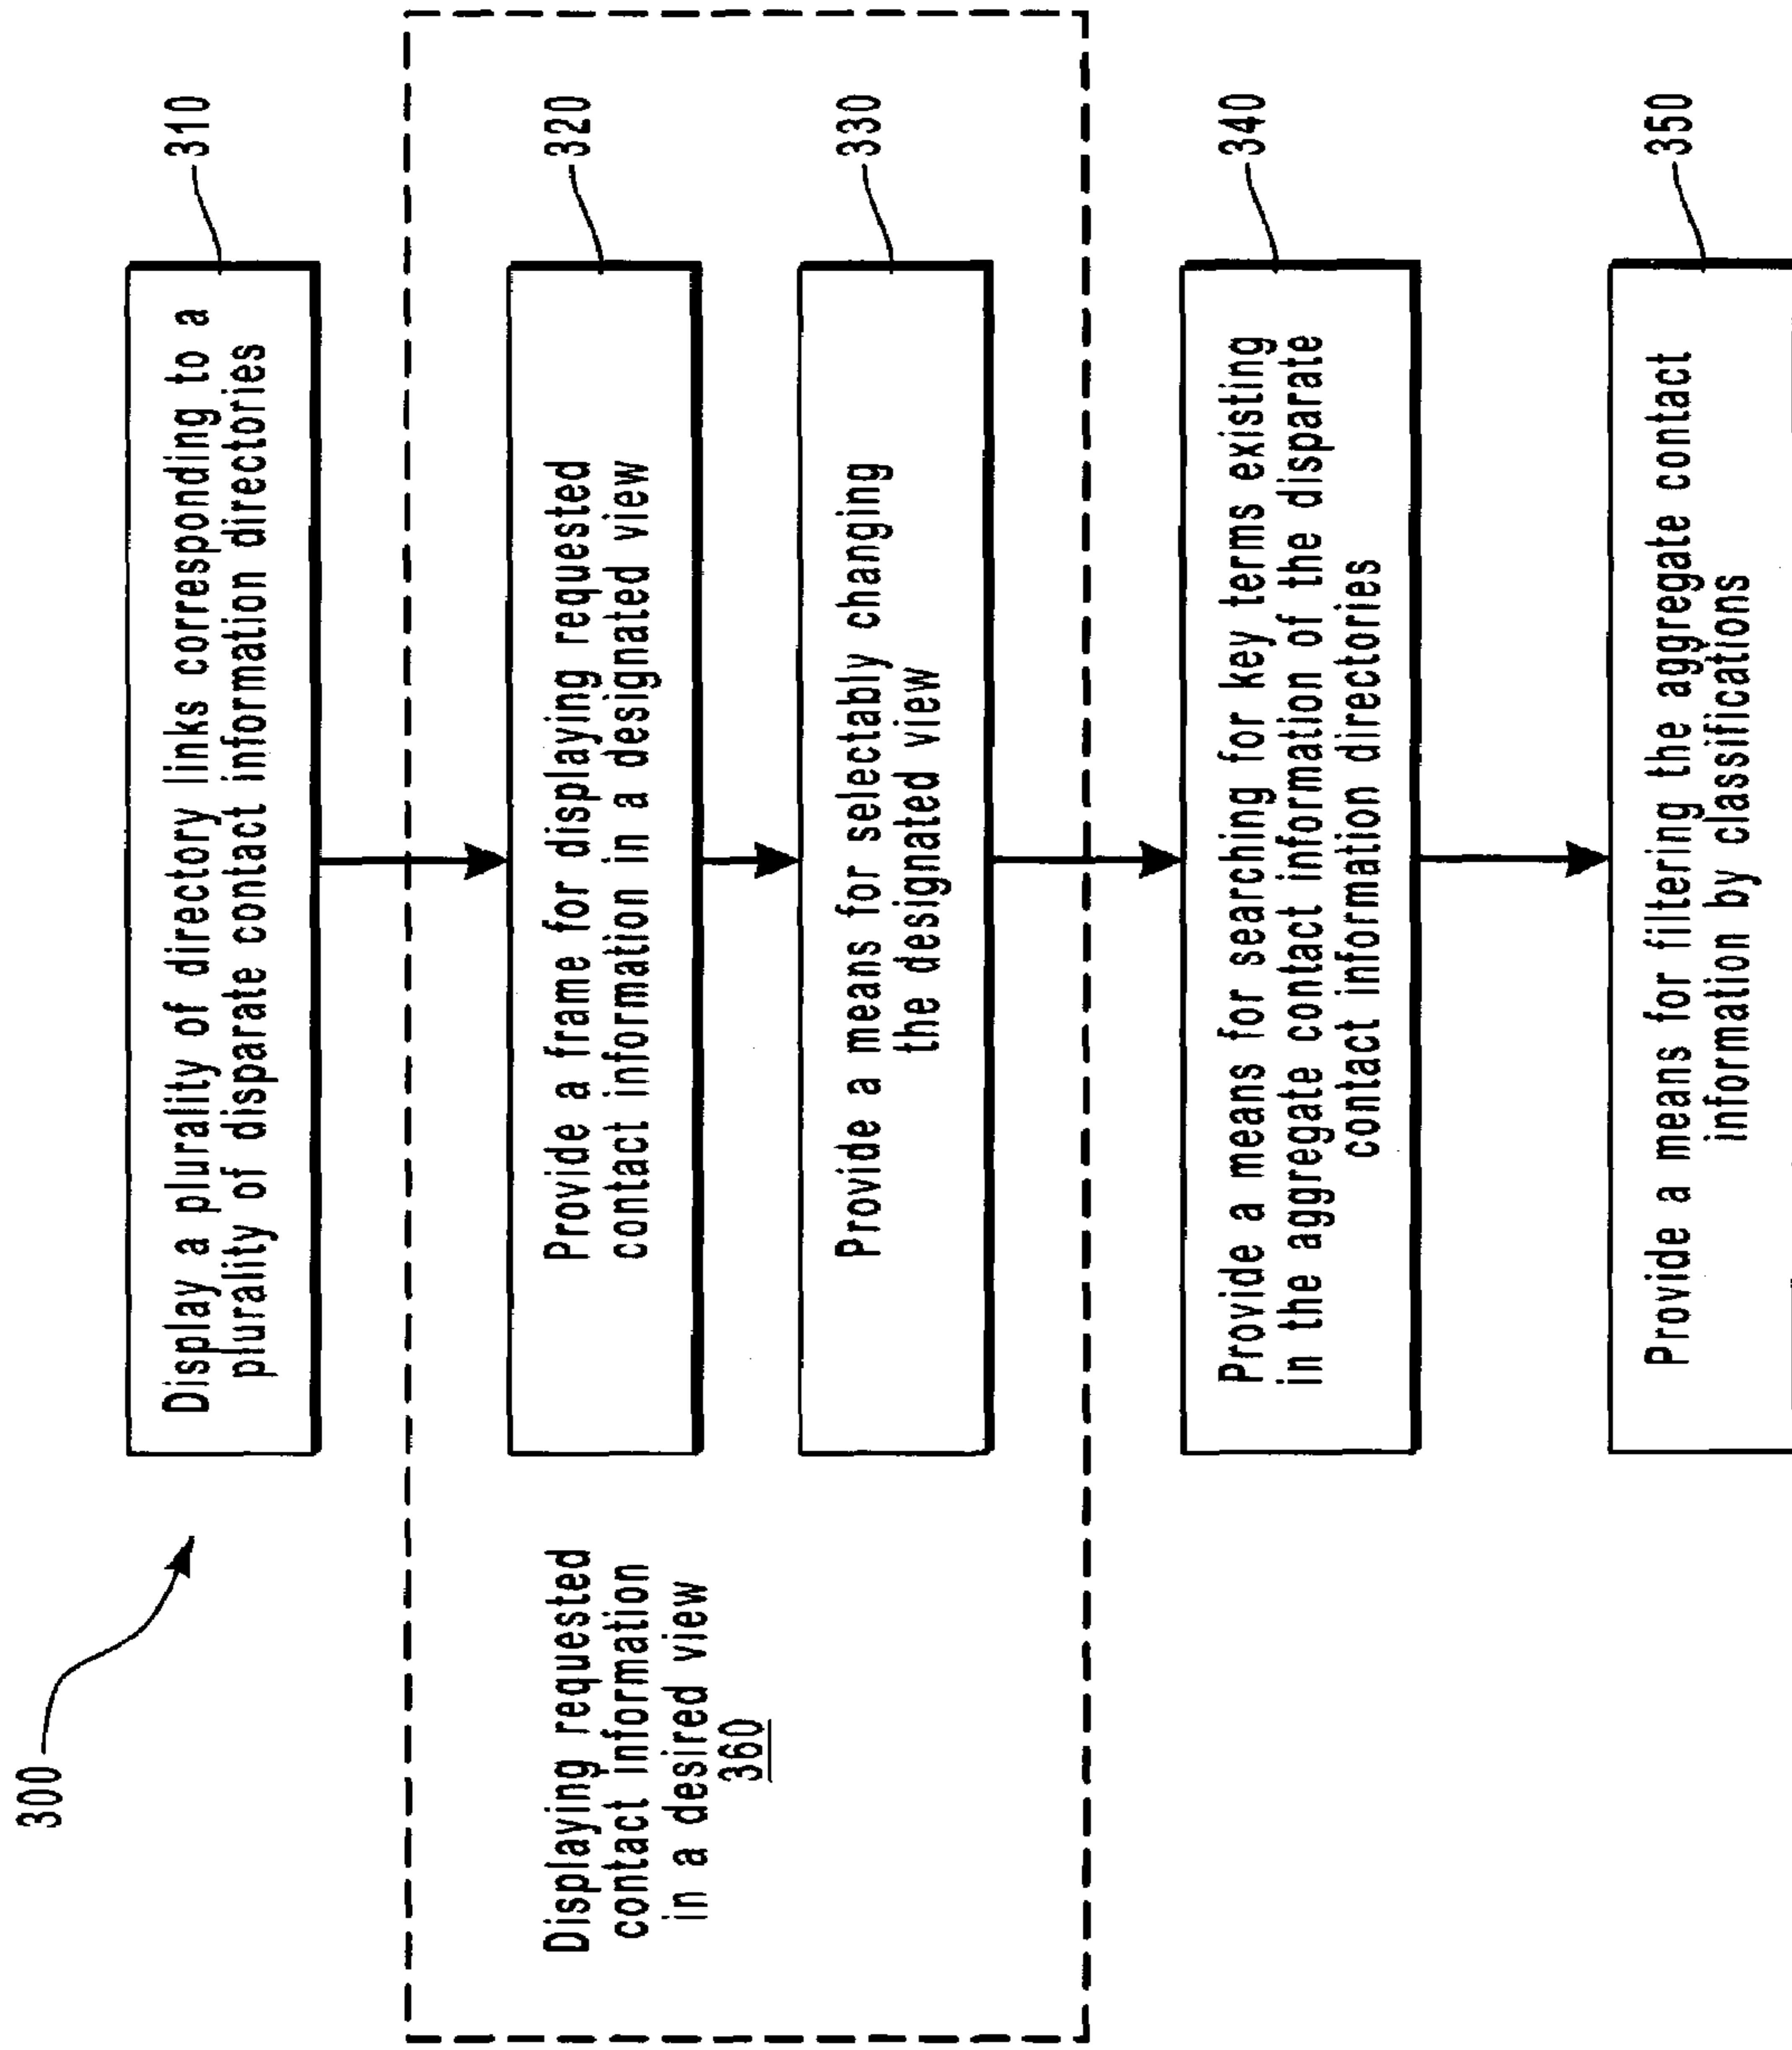 300
Display a plurality of directory links corresponding to a
plurality of disparate contact information directories
310
Displaying requested
contact information
in a desired view
360
Provide a frame for displaying requested
contact information in a designated view
320
Provide a means for selectably changing
the designated view
330
Provide a means for searching for key terms existing
in the aggregate contact information of the disparate
contact information directories
340
Provide a means for filtering the aggregate contact
information by classifications
350